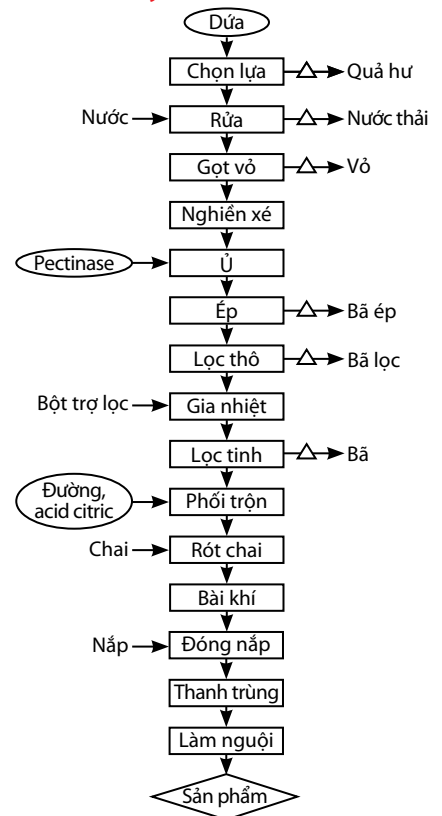 Dứa
Chọn lựa
Quả hư
Nước
Rửa
Nước thải
Gọt vỏ
Vỏ
Nghiền xé
Pectinase
Ủ
Ép
Bã ép
Lọc thô
Bã lọc
Bột trợ lọc
Gia nhiệt
Lọc tinh
Bã
Đường,
acid citric
Phối trộn
Chai
Rót chai
Bài khí
Nắp
Đóng nắp
Thanh trùng
Làm nguội
Sản phẩm